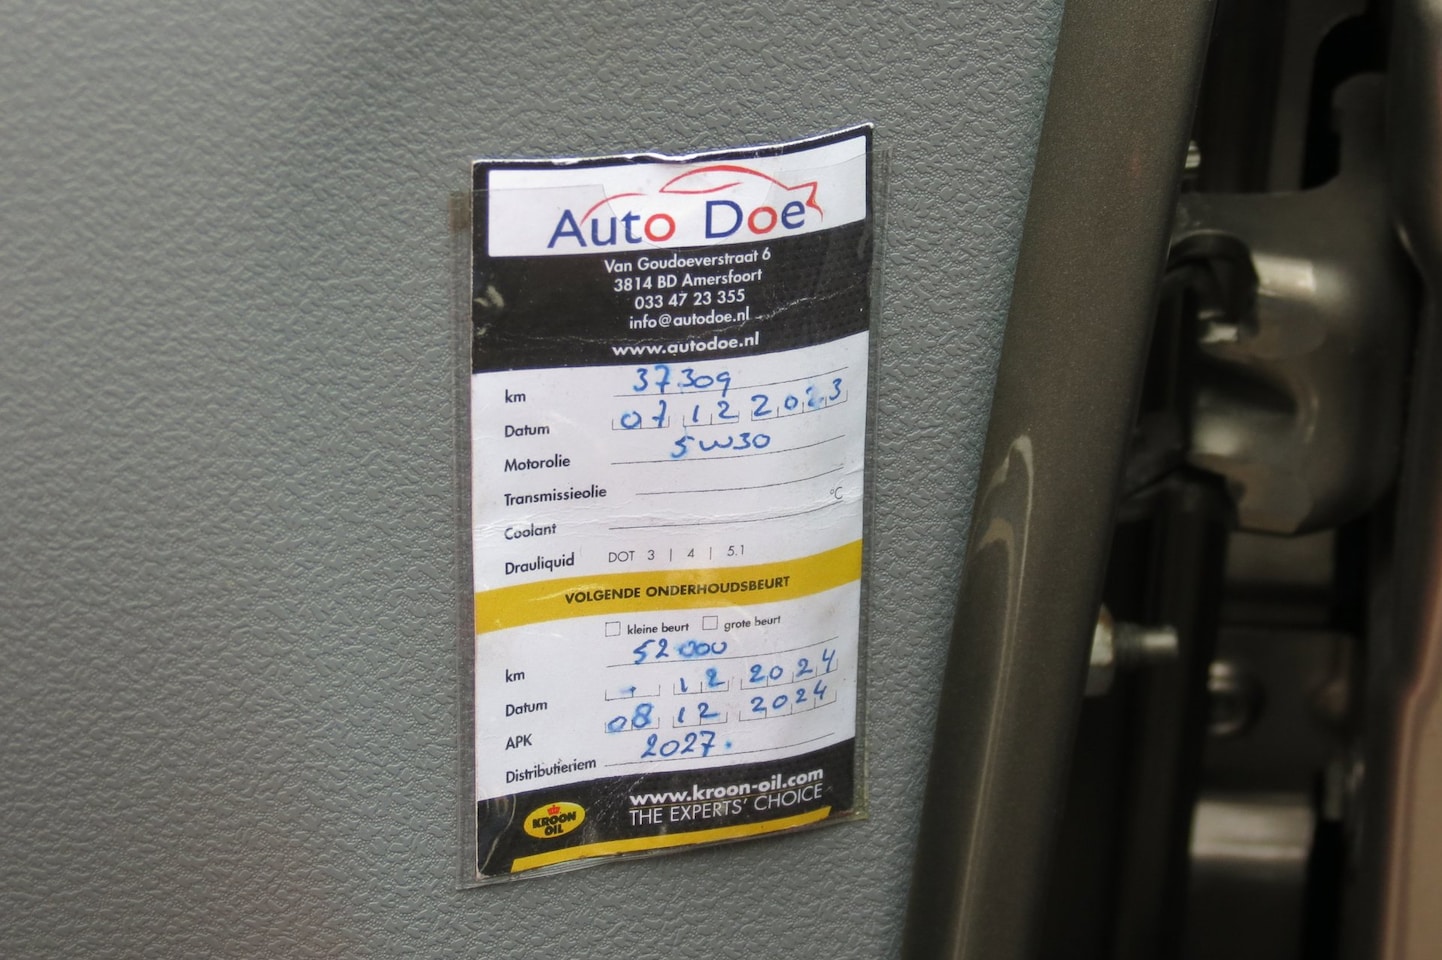 Auto Doe
Van Goudoeverstraat 6
3814 BD Amersfoort
033 47 23 355
info@autodoe.nl
www.autodoe.nl
km 37.309
Datum 07 12 2023
Motorolie 5W30
Transmissieolie
Coolant °C
Drauliquid DOT 3 | 4 | 5.1
VOLGENDE ONDERHOUDSBEURT
kleine beurt grote beurt
km 52000
Datum - 12 2024
APK 08 12 2024
Distributieriem 2027.
KROON
OIL
www.kroon-oil.com
THE EXPERTS' CHOICE